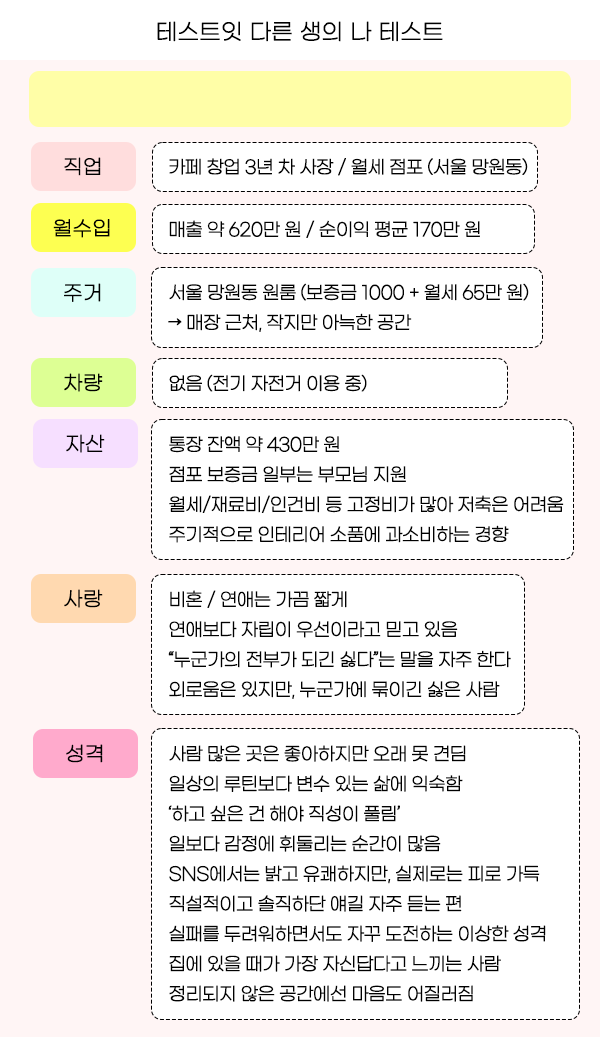 테스트잇 다른 생의 나 테스트
직업
카페 창업 3년 차 사장 / 월세 점포 (서울 망원동)
월수입
매출 약 620만 원 / 순이익 평균 170만 원
주거
서울 망원동 원룸 (보증금 1000 + 월세 65만 원)
→ 매장 근처, 작지만 아늑한 공간
차량
없음 (전기 자전거 이용 중)
자산
통장 잔액 약 430만 원
점포 보증금 일부는 부모님 지원
월세/재료비/인건비 등 고정비가 많아 저축은 어려움
주기적으로 인테리어 소품에 과소비하는 경향
사랑
비혼 / 연애는 가끔 짧게
연애보다 자립이 우선이라고 믿고 있음
“누군가의 전부가 되긴 싫다”는 말을 자주 한다
외로움은 있지만, 누군가에 묶이긴 싫은 사람
성격
사람 많은 곳은 좋아하지만 오래 못 견딤
일상의 루틴보다 변수 있는 삶에 익숙함
‘하고 싶은 건 해야 직성이 풀림’
일보다 감정에 휘둘리는 순간이 많음
SNS에서는 밝고 유쾌하지만, 실제로는 피로 가득
직설적이고 솔직하단 얘길 자주 듣는 편
실패를 두려워하면서도 자꾸 도전하는 이상한 성격
집에 있을 때가 가장 자신답다고 느끼는 사람
정리되지 않은 공간에선 마음도 어질러짐